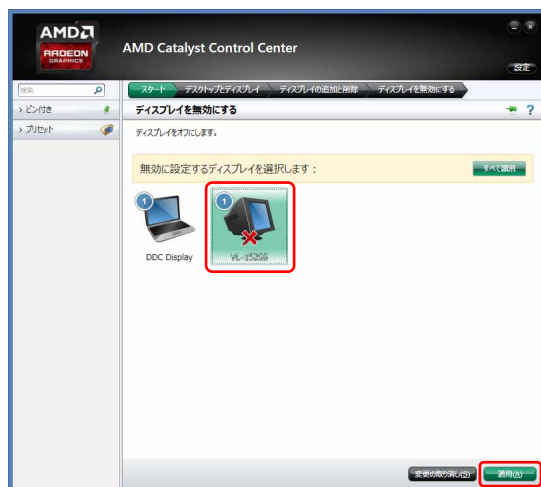 AMD
RADEON
GRAPHICS
AMD Catalyst Control Center
設定
検索
スタート
デスクトップとディスプレイ
ディスプレイの追加と削除
ディスプレイを無効にする
ピン付き
プリセット
ディスプレイを無効にする
?
ディスプレイをオフにします。
無効に設定するディスプレイを選択します：
すべて識別
1
1
DDC Display
変更の取り消し(S)
適用(A)